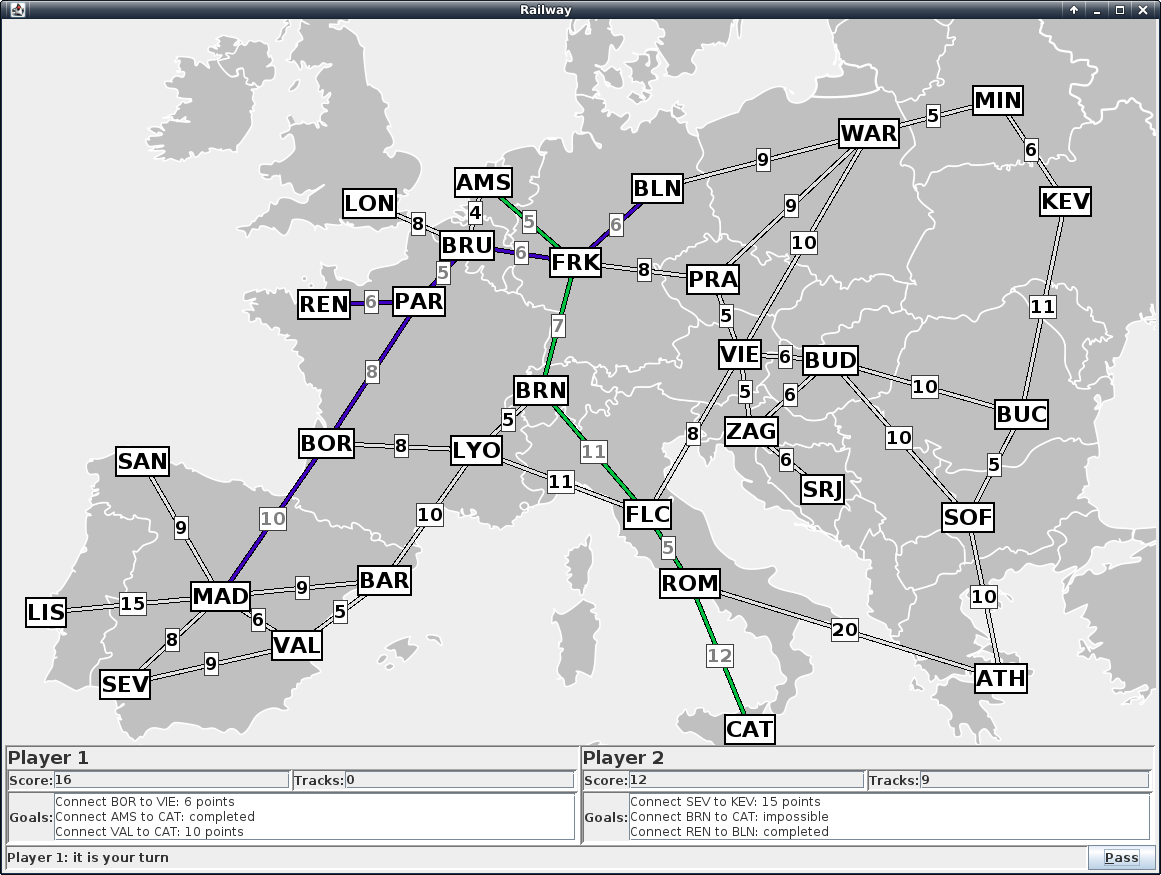 Railway
MIN
5
WAR
6
9
AMS
BLN
LON
KEV
4
9
8
5
6
BRU
10
6
FRK
8
PRA
5
REN
6
PAR
11
5
7
VIE
6
BUD
8
10
BRN
5
6
BUC
5
ZAG
8
10
BOR
8
LYO
11
6
SAN
5
11
SRJ
10
FLC
SOF
10
9
5
BAR
ROM
9
MAD
10
15
LIS
5
6
20
8
VAL
12
9
ATH
SEV
CAT
Player 1
Score: 16 Tracks: 0
Goals: Connect BOR to VIE: 6 points
Connect AMS to CAT: completed
Connect VAL to CAT: 10 points
Player 2
Score: 12 Tracks: 9
Goals: Connect SEV to KEV: 15 points
Connect BRN to CAT: impossible
Connect REN to BLN: completed
Player 1: it is your turn
Pass